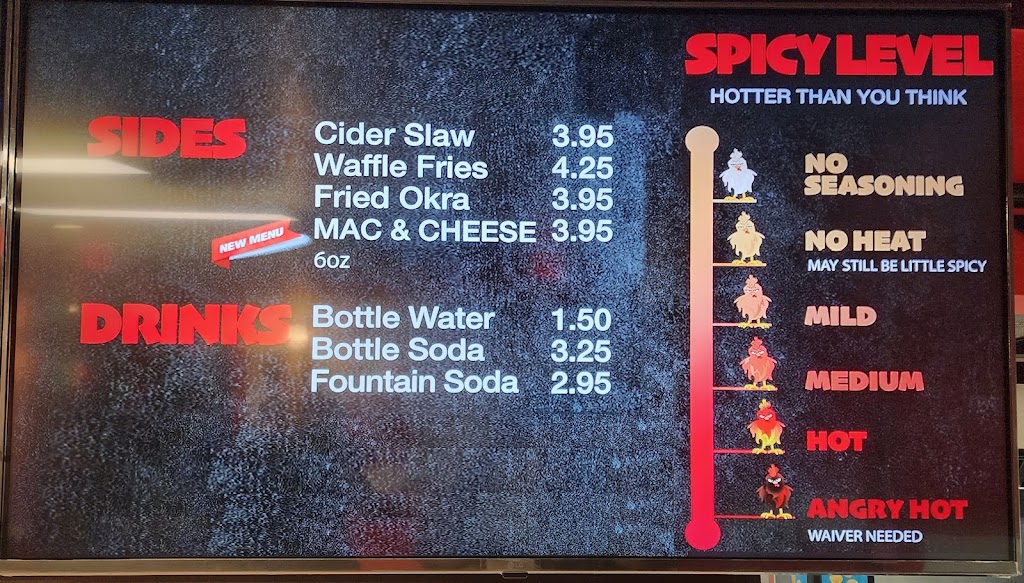 SIDES
Cider Slaw 3.95
Waffle Fries 4.25
Fried Okra 3.95
NEW MENU
MAC & CHEESE 3.95
6oz
DRINKS
Bottle Water 1.50
Bottle Soda 3.25
Fountain Soda 2.95
SPICY LEVEL
HOTTER THAN YOU THINK
NO
SEASONING
NO HEAT
MAY STILL BE LITTLE SPICY
MILD
MEDIUM
HOT
ANGRY HOT
WAIVER NEEDED